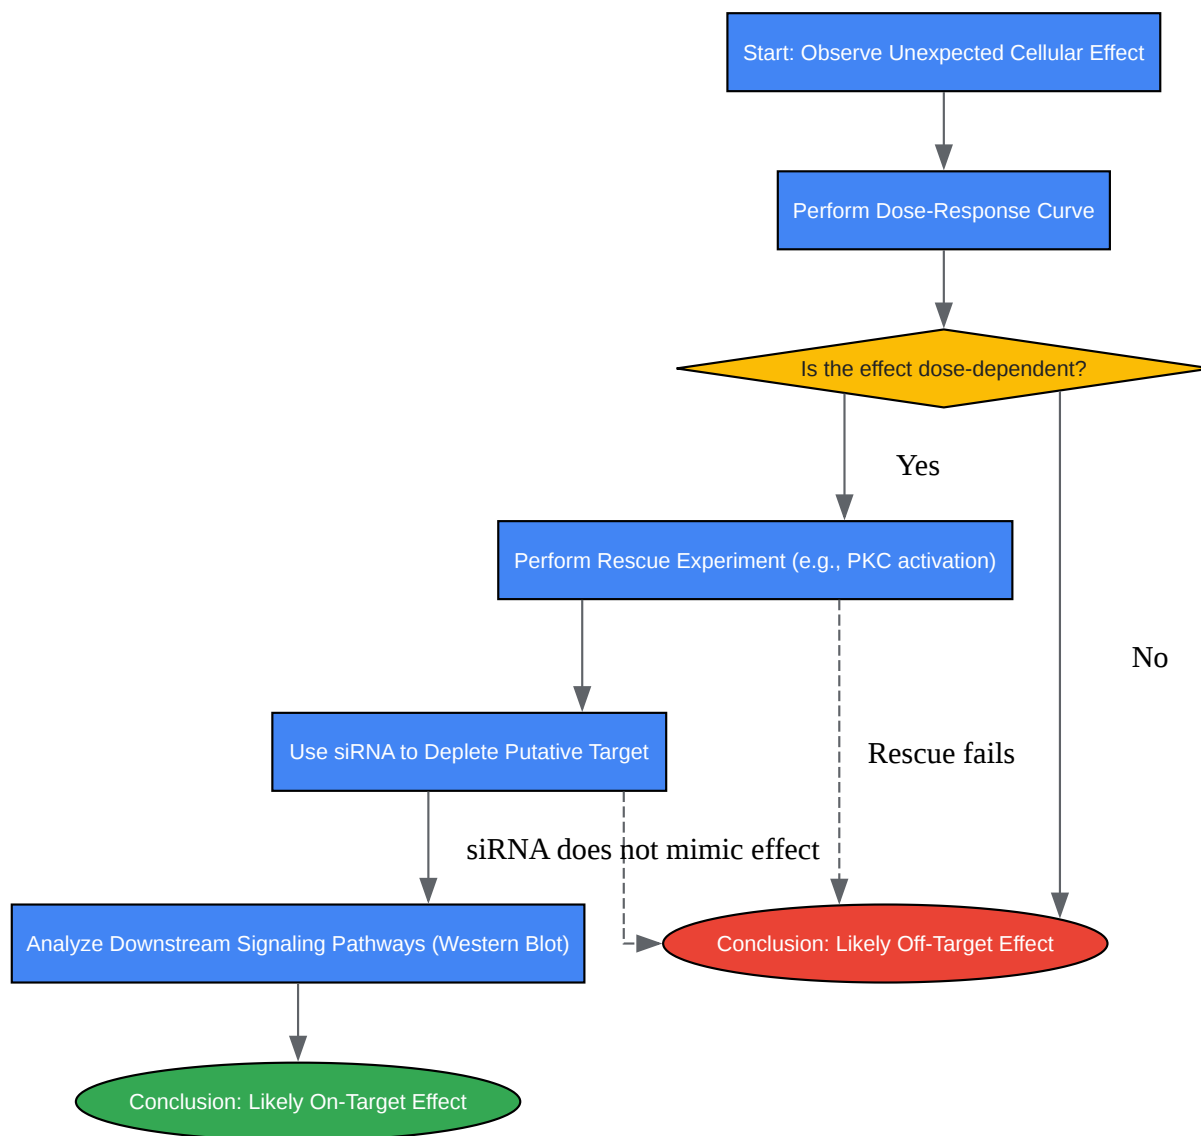 Start: Observe Unexpected Cellular Effect
Perform Dose-Response Curve
Is the effect dose-dependent?
Yes
Perform Rescue Experiment (e.g., PKC activation)
No
Use siRNA to Deplete Putative Target
Rescue fails
siRNA does not mimic effect
Analyze Downstream Signaling Pathways (Western Blot)
Conclusion: Likely Off-Target Effect
Conclusion: Likely On-Target Effect